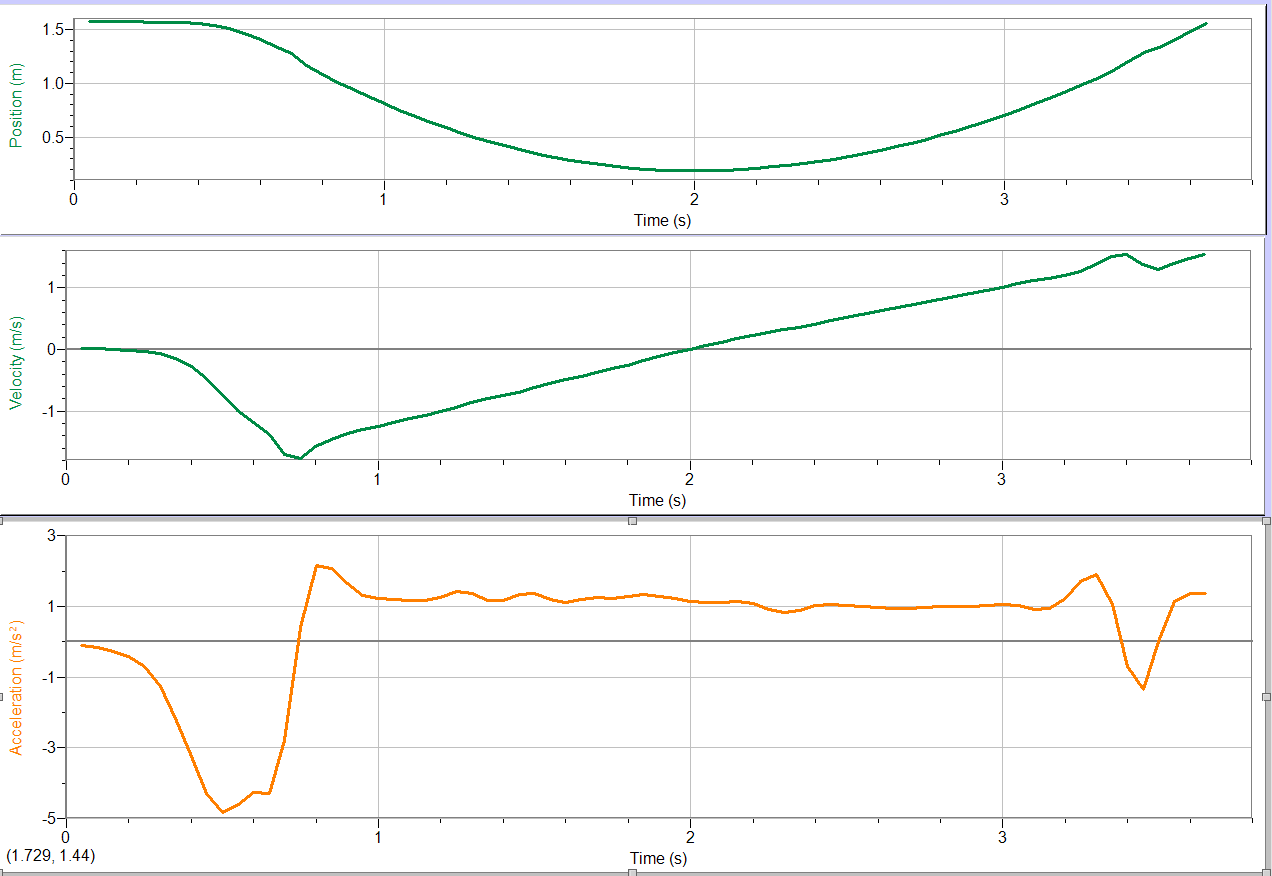 Position (m)
1.5
1.0
0.5
0 1 2 3
Time (s)
Velocity (m/s)
1
0
-1
0 1 2 3
Time (s)
Acceleration (m/s²)
3
1
-1
-3
-5
0 1 2 3
(1.729, 1.44)
Time (s)